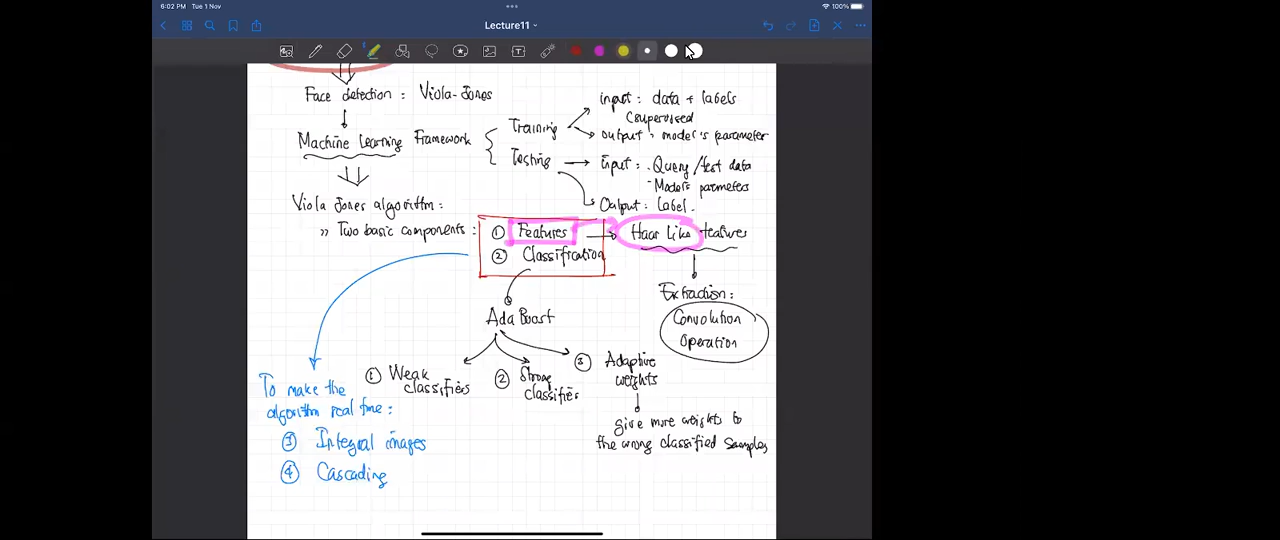 6:02 PM Tue 1 Nov
100%
Lecture11
Face detection : Viola-Jones
Machine Learning Framework
Training
input : data + labels
(supervised
output : model's parameter
Testing
input : . Query / test data
- Model's parmeters
Output : Label.
Viola Jones algorithm :
>> Two basic components :
① Features → Haar Like features
② Classification
Extraction :
Convolution
Operation
Ada Boost
① Weak
classifiers
② Strong
classifier
③ Adaptive
weights
give more weights to
the wrong classified samples
To make the
algorithm real time :
③ Integral images
④ Cascading